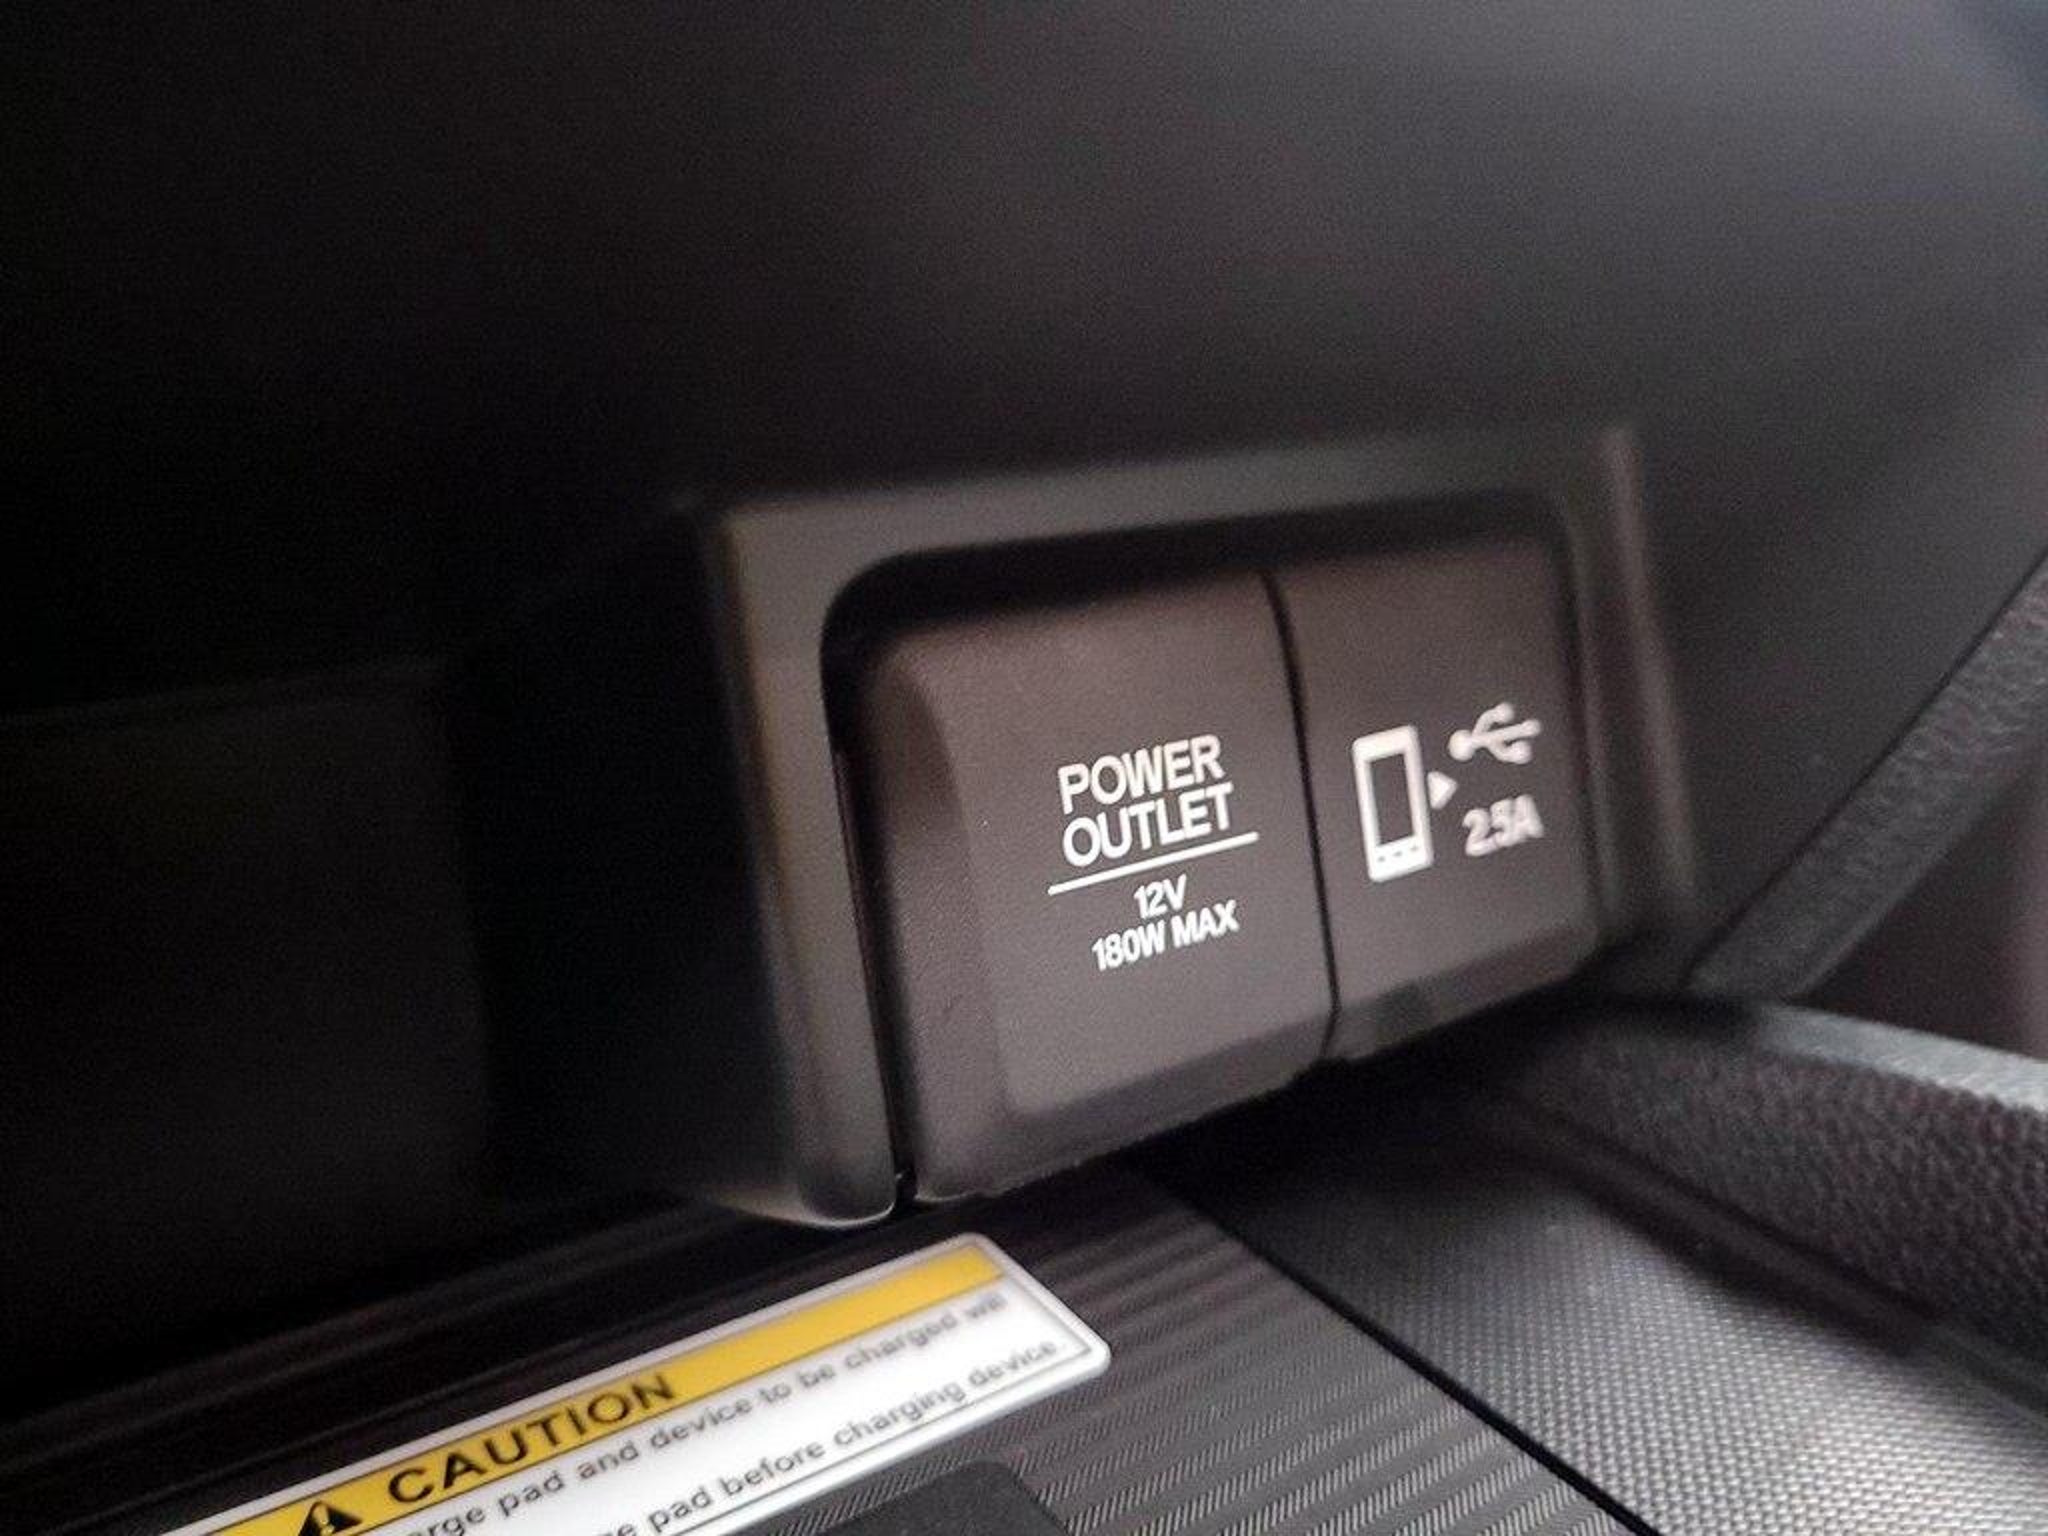 POWER
OUTLET
12V
180W MAX
2.5A
CAUTION
rge pad and device to be charged will
e pad before charging device.